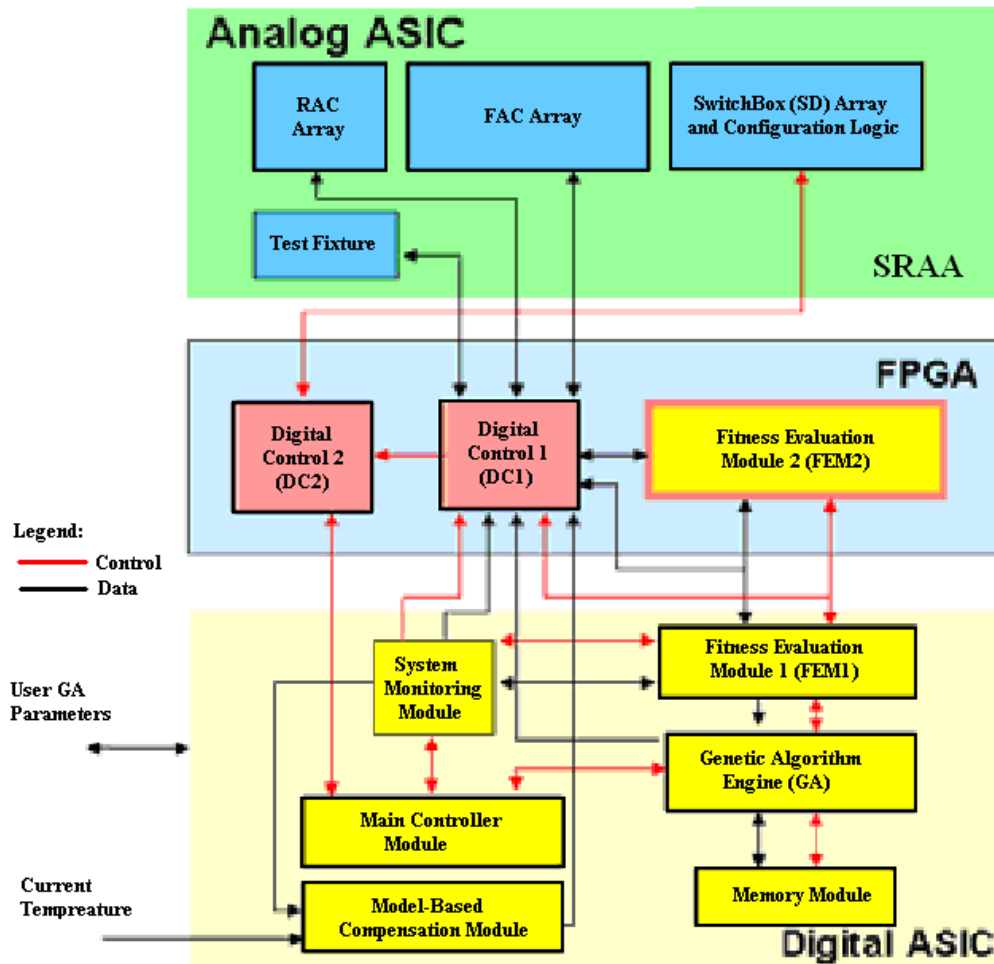 Analog ASIC
RAC
Array
FAC Array
SwitchBox (SD) Array
and Configuration Logic
Test Fixture
SRAA
FPGA
Digital
Control 2
(DC2)
Digital
Control 1
(DC1)
Fitness Evaluation
Module 2 (FEM2)
Legend:
Control
Data
System
Monitoring
Module
Fitness Evaluation
Module 1 (FEM1)
User GA
Parameters
Genetic Algorithm
Engine (GA)
Main Controller
Module
Current
Tempreature
Model-Based
Compensation Module
Memory Module
Digital ASIC